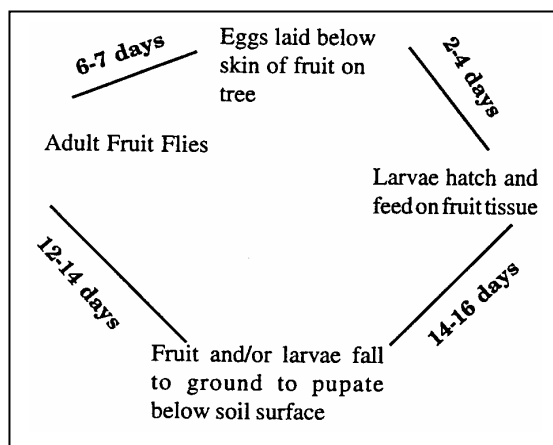 6-7 days
Eggs laid below
skin of fruit on
tree
2-4 days
Adult Fruit Flies
Larvae hatch and
feed on fruit tissue
12-14 days
14-16 days
Fruit and/or larvae fall
to ground to pupate
below soil surface